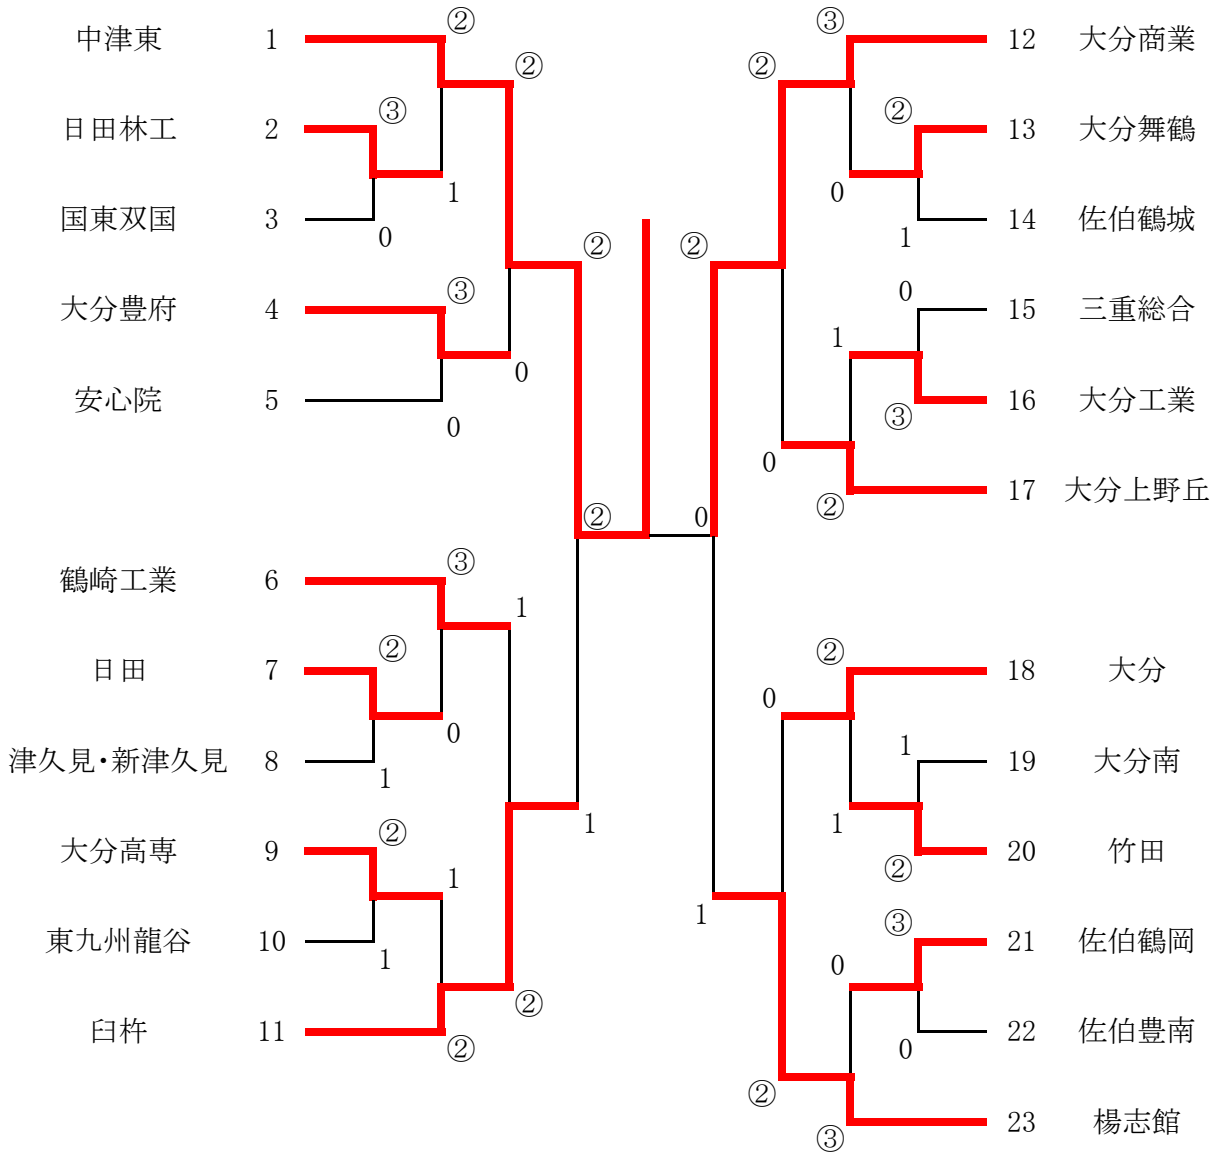 中津東 1 ②
②
日田林工 2 ③
1
国東双国 3 0
②
大分豊府 4 ③
0
安心院 5 0
②
鶴崎工業 6 ③
1
日田 7 ②
0
津久見・新津久見 8 1
1
大分高専 9 ②
1
東九州龍谷 10 1
②
臼杵 11 ②
③ 12 大分商業
②
② 13 大分舞鶴
0
1 14 佐伯鶴城
②
0 15 三重総合
1
③ 16 大分工業
0
② 17 大分上野丘
0
② 18 大分
0
1 19 大分南
1
② 20 竹田
1
③ 21 佐伯鶴岡
0
0 22 佐伯豊南
②
③ 23 楊志館